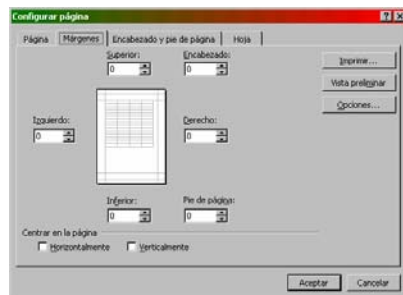 Configurar página
Página Márgenes Encabezado y pie de página Hoja
Superior: Encabezado:
0 0
Imprimir...
Vista preliminar
Opciones...
Izquierdo: Derecho:
0 0
Inferior: Pie de página:
0 0
Centrar en la página
Horizontalmente Verticalmente
Aceptar Cancelar